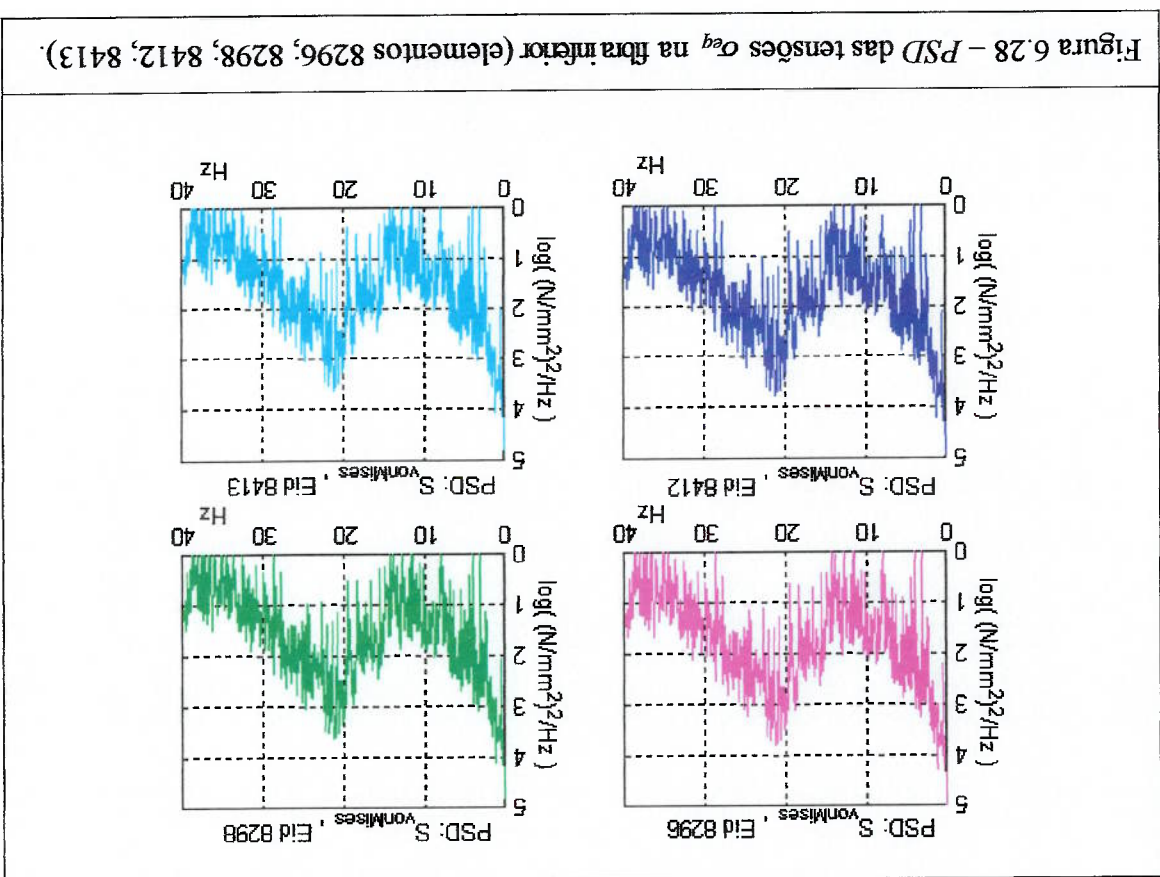 PSD: S vonMises , Eid 8296
log( (N/mm²)²/Hz )
5
4
3
2
1
0
0 10 20 30 40
Hz
PSD: S vonMises , Eid 8298
log( (N/mm²)²/Hz )
5
4
3
2
1
0
0 10 20 30 40
Hz
PSD: S vonMises , Eid 8412
log( (N/mm²)²/Hz )
5
4
3
2
1
0
0 10 20 30 40
Hz
PSD: S vonMises , Eid 8413
log( (N/mm²)²/Hz )
5
4
3
2
1
0
0 10 20 30 40
Hz
Figura 6.28 – PSD das tensões σeq na fibra inferior (elementos 8296; 8298; 8412; 8413).